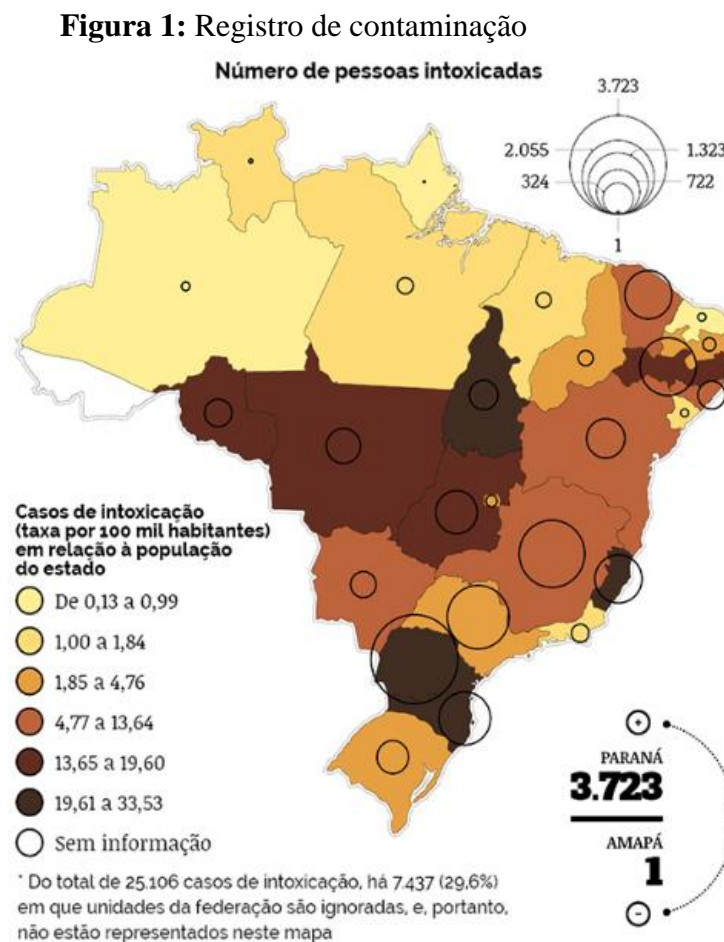 Figura 1: Registro de contaminação
Número de pessoas intoxicadas
3.723
2.055
1.323
324
722
1
Casos de intoxicação
(taxa por 100 mil habitantes)
em relação à população
do estado
De 0,13 a 0,99
1,00 a 1,84
1,85 a 4,76
4,77 a 13,64
13,65 a 19,60
19,61 a 33,53
Sem informação
+
PARANÁ
3.723
AMAPÁ
1
-
* Do total de 25.106 casos de intoxicação, há 7.437 (29,6%)
em que unidades da federação são ignoradas, e, portanto,
não estão representados neste mapa